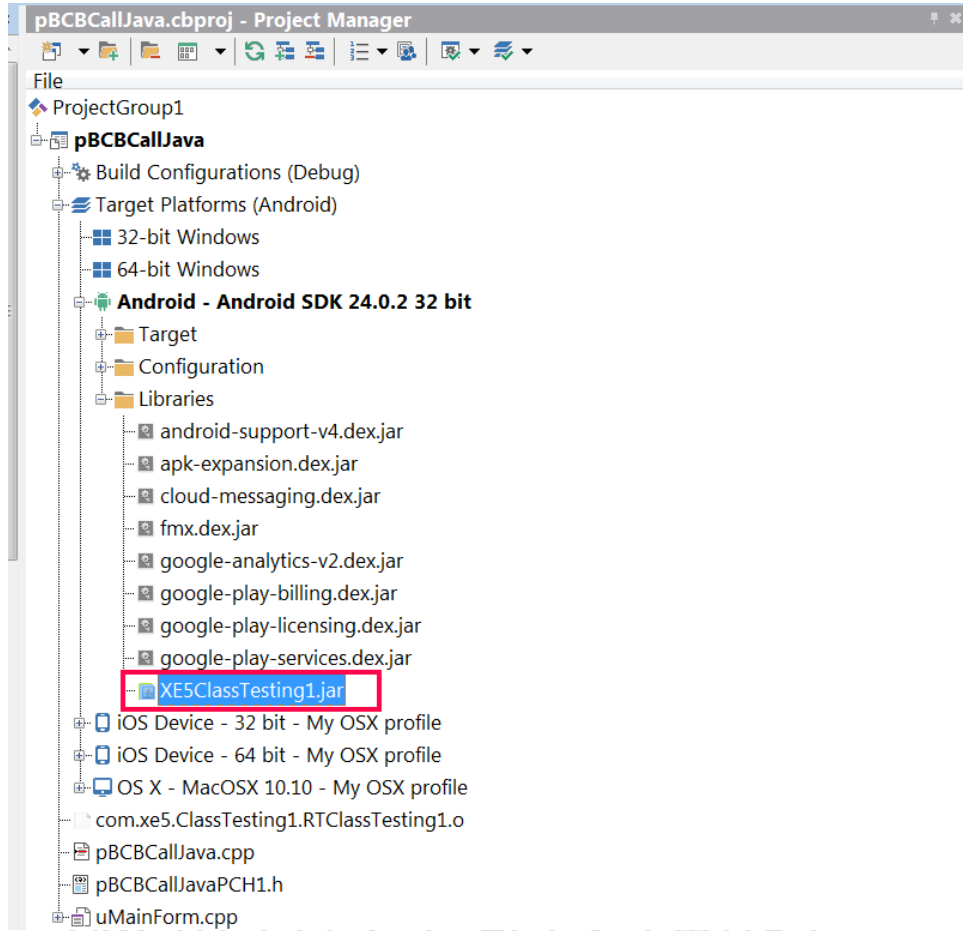 pBCBCallJava.cbproj - Project Manager
File
ProjectGroup1
pBCBCallJava
Build Configurations (Debug)
Target Platforms (Android)
32-bit Windows
64-bit Windows
Android - Android SDK 24.0.2 32 bit
Target
Configuration
Libraries
android-support-v4.dex.jar
apk-expansion.dex.jar
cloud-messaging.dex.jar
fmx.dex.jar
google-analytics-v2.dex.jar
google-play-billing.dex.jar
google-play-licensing.dex.jar
google-play-services.dex.jar
XE5ClassTesting1.jar
iOS Device - 32 bit - My OSX profile
iOS Device - 64 bit - My OSX profile
OS X - MacOSX 10.10 - My OSX profile
com.xe5.ClassTesting1.RTClassTesting1.o
pBCBCallJava.cpp
pBCBCallJavaPCH1.h
uMainForm.cpp